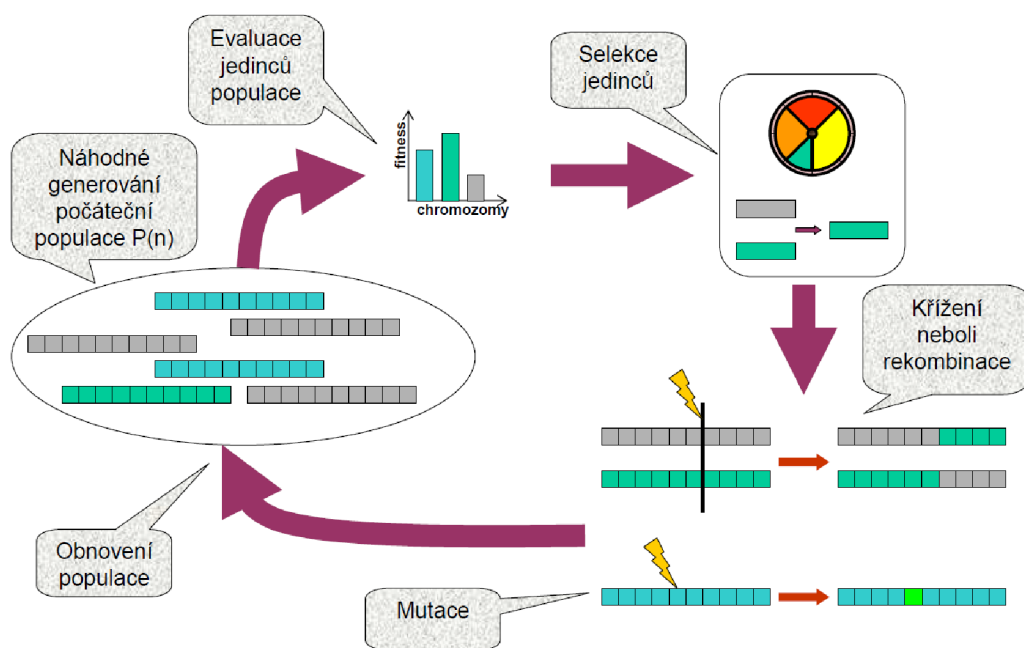 Evaluace
jedinců
populace
Selekce
jedinců
Náhodné
generování
počáteční
populace P(n)
fitness
chromozomy
Křížení
neboli
rekombinace
Obnovení
populace
Mutace